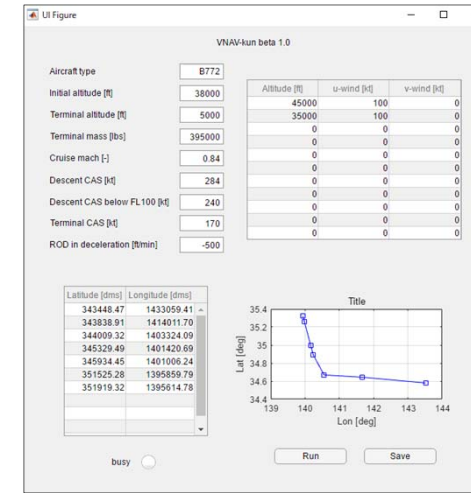 UI Figure
VNAV-kun beta 1.0
Aircraft type B772
Initial altitude [ft] 38000
Terminal altitude [ft] 5000
Terminal mass [lbs] 395000
Cruise mach [-] 0.84
Descent CAS [kt] 284
Descent CAS below FL100 [kt] 240
Terminal CAS [kt] 170
ROD in deceleration [ft/min] -500
Altitude [ft] u-wind [kt] v-wind [kt]
45000 100 0
35000 100 0
0 0 0
0 0 0
0 0 0
0 0 0
0 0 0
0 0 0
0 0 0
0 0 0
0 0 0
Latitude [dms] Longitude [dms]
343448.47 1433059.41
343838.91 1414011.70
344009.32 1403324.09
345329.49 1401420.69
345934.45 1401006.24
351525.28 1395859.79
351919.32 1395614.78
Title
35.4
35.2
35
34.8
34.6
34.4
Lat [deg]
139 140 141 142 143 144
Lon [deg]
busy
Run Save